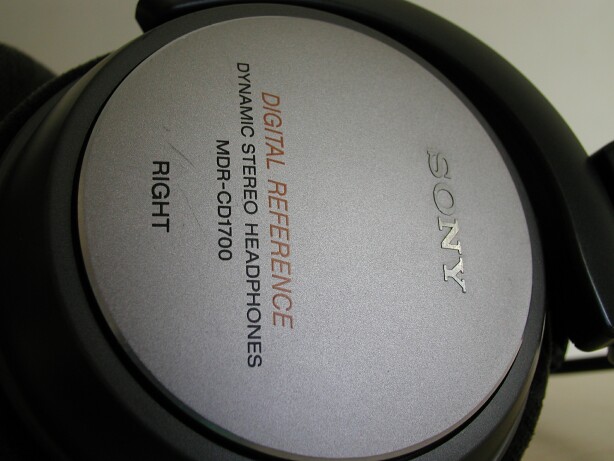 SONY
DIGITAL REFERENCE
DYNAMIC STEREO HEADPHONES
MDR-CD1700
RIGHT